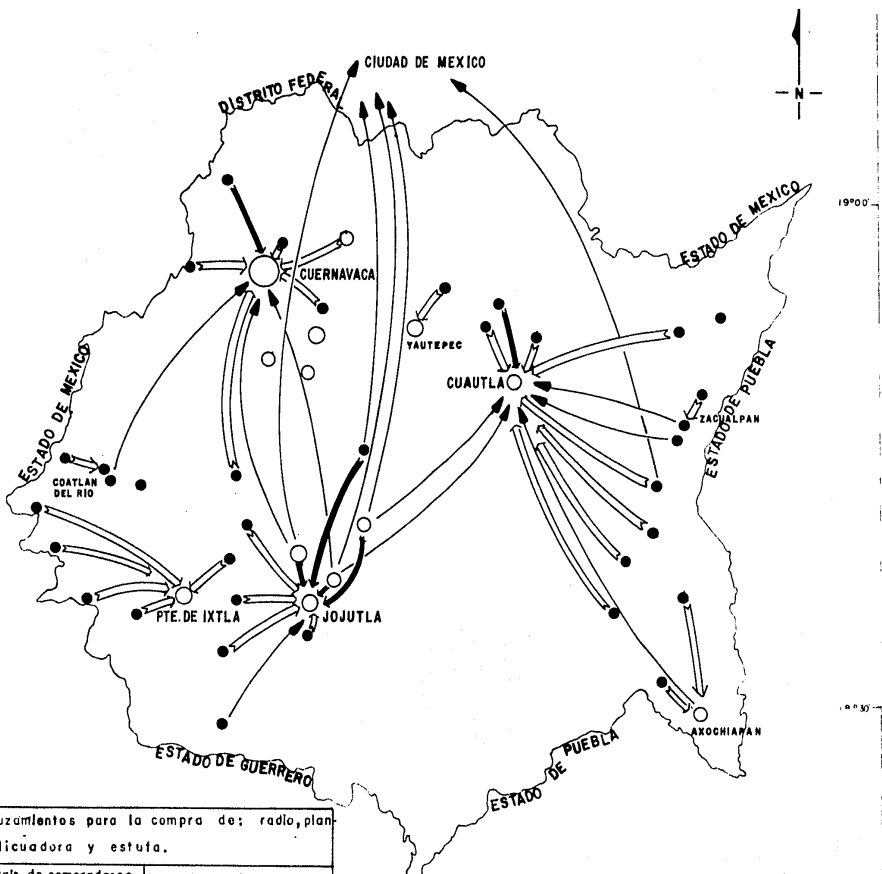 CIUDAD DE MEXICO
DISTRITO FEDERAL
N
19°00'
ESTADO DE MEXICO
CUERNAVACA
YAUTEPEC
ESTADO DE MEXICO
CUAUTLA
ESTADO DE PUEBLA
ZACUALPAN
COATLAN
DEL RÍO
PTE. DE IXTLA
JOJUTLA
AXOCHIAPAN
ESTADO DE PUEBLA
ESTADO DE GUERRERO
para la compra de: radio, plan-
licuadora y estufa.